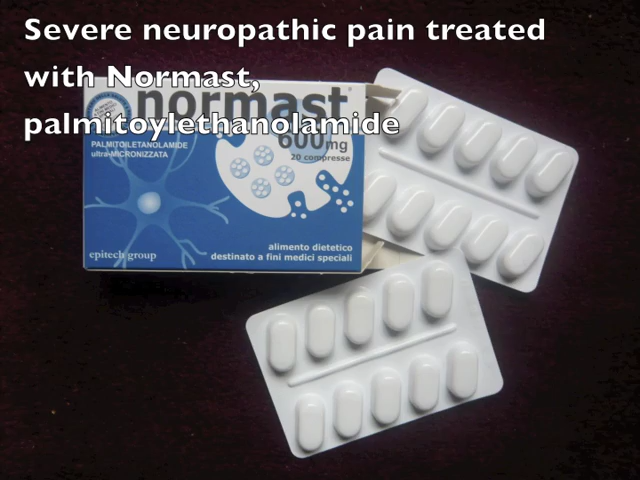 Severe neuropathic pain treated
with Normast,
palmitoylethanolamide
normast®
600mg
20 compresse
PALMITOILETANOLAMIDE
ultra-MICRONIZZATA
epitech group
alimento dietetico
destinato a fini medici speciali